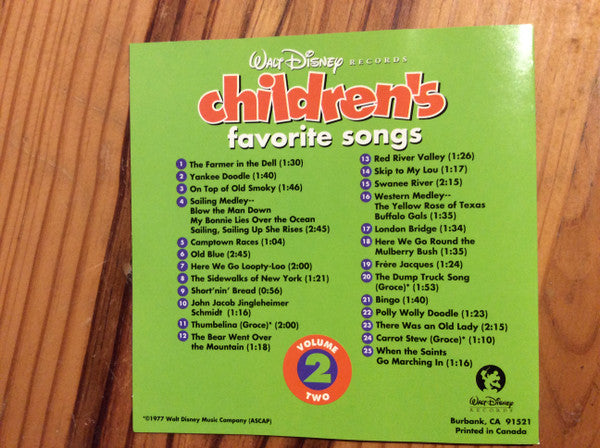 Walt Disney RECORDS
children's
favorite songs
1 The Farmer in the Dell (1:30)
2 Yankee Doodle (1:40)
3 On Top of Old Smoky (1:46)
4 Sailing Medley--
Blow the Man Down
My Bonnie Lies Over the Ocean
Sailing, Sailing Up She Rises (2:45)
5 Camptown Races (1:04)
6 Old Blue (2:45)
7 Here We Go Loopty-Loo (2:00)
8 The Sidewalks of New York (1:21)
9 Short'nin' Bread (0:56)
10 John Jacob Jingleheimer
Schmidt (1:16)
11 Thumbelina (Groce)* (2:00)
12 The Bear Went Over
the Mountain (1:18)
13 Red River Valley (1:26)
14 Skip to My Lou (1:17)
15 Swanee River (2:15)
16 Western Medley--
The Yellow Rose of Texas
Buffalo Gals (1:35)
17 London Bridge (1:34)
18 Here We Go Round the
Mulberry Bush (1:35)
19 Frère Jacques (1:24)
20 The Dump Truck Song
(Groce)* (1:53)
21 Bingo (1:40)
22 Polly Wolly Doodle (1:23)
23 There Was an Old Lady (2:15)
24 Carrot Stew (Groce)* (1:10)
25 When the Saints
Go Marching In (1:16)
VOLUME
2
TWO
*©1977 Walt Disney Music Company (ASCAP)
Walt Disney
RECORDS
Burbank, CA 91521
Printed in Canada